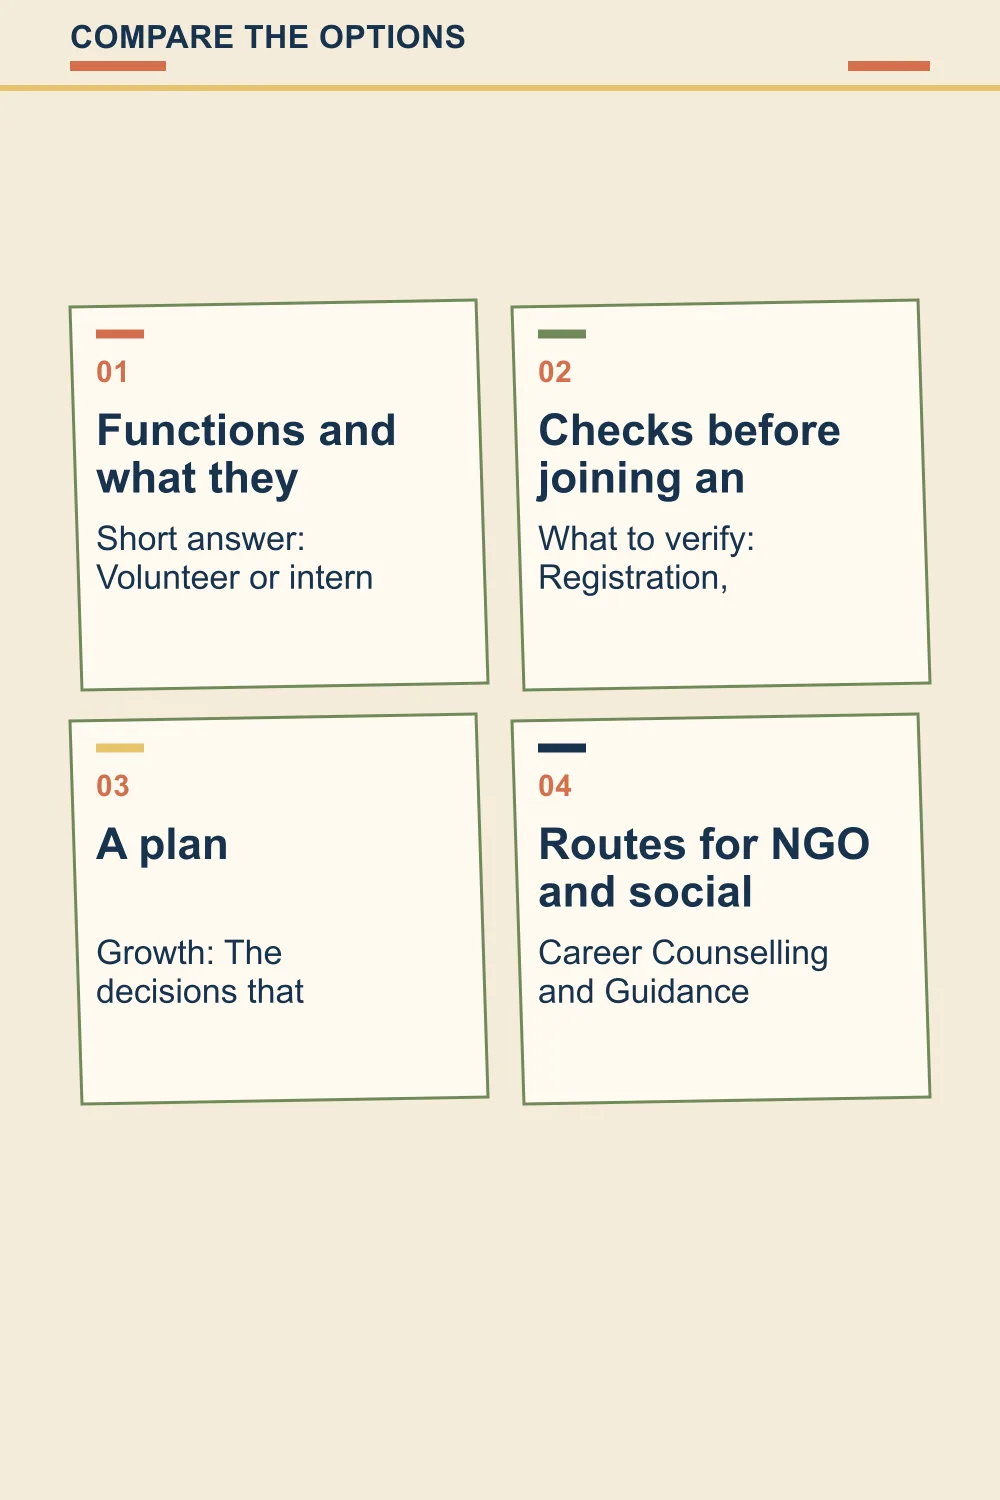 COMPARE THE OPTIONS
01
Functions and
what they
Short answer:
Volunteer or intern
02
Checks before
joining an
What to verify:
Registration,
03
A plan
Growth: The
decisions that
04
Routes for NGO
and social
Career Counselling
and Guidance